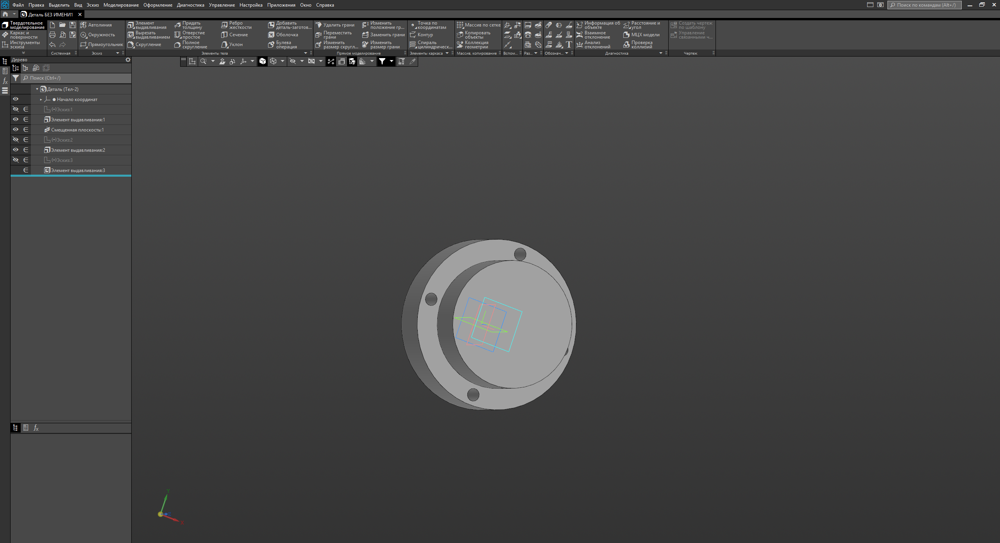 Файл Правка Выделить Вид Эскиз Моделирование Оформление Диагностика Управление Настройка Приложения Окно Справка
Поиск по командам (Alt+/)
Деталь БЕЗ ИМЕНИ1
Твердотельное моделирование
Каркас и поверхности
Инструменты эскиза
Системная
Автолиния
Окружность
Прямоугольник
Эскиз
Элемент выдавливания
Вырезать выдавливанием
Скругление
Придать толщину
Отверстие простое
Полное скругление
Ребро жесткости
Сечение
Уклон
Добавить деталь-заготов...
Оболочка
Булева операция
Элементы тела
Удалить грани
Переместить грани
Изменить размер скругл...
Изменить положение гр...
Заменить грани
Изменить размер грани
Прямое моделирование
Точка по координатам
Контур
Спираль цилиндрическ...
Элементы каркаса
Массив по сетке
Копировать объекты
Коллекция геометрии
Массив, копирование
Вспом...
Раз...
Обознач...
Информация об объекте
Взаимное отклонение
Анализ отклонений
Расстояние и угол
МЦХ модели
Проверка коллизий
Диагностика
Создать чертеж по шаблону
Управление связанными ч...
Чертеж
Дерево
Поиск (Ctrl+/)
Деталь (Тел-2)
Начало координат
(-)Эскиз:1
Элемент выдавливания:1
Смещенная плоскость:1
(-)Эскиз:2
Элемент выдавливания:2
(-)Эскиз:3
Элемент выдавливания:3
Y
Z
X